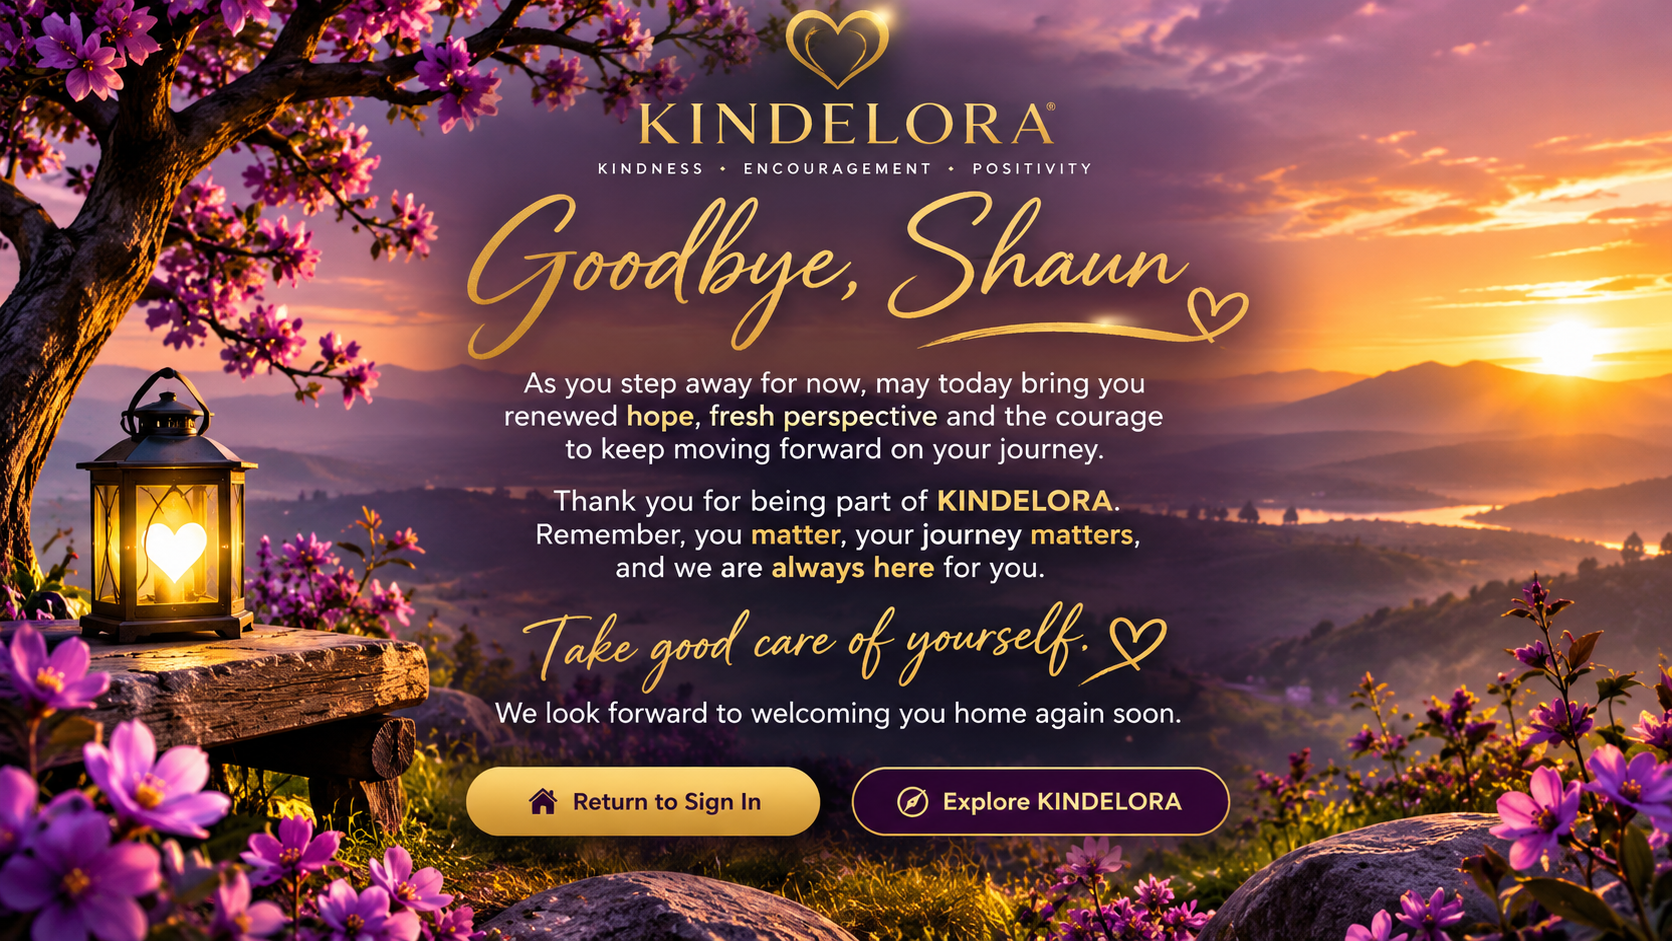 KINDELORA®
KINDNESS • ENCOURAGEMENT • POSITIVITY
Goodbye, Shaun
As you step away for now, may today bring you
renewed hope, fresh perspective and the courage
to keep moving forward on your journey.
Thank you for being part of KINDELORA.
Remember, you matter, your journey matters,
and we are always here for you.
Take good care of yourself.
We look forward to welcoming you home again soon.
Return to Sign In
Explore KINDELORA